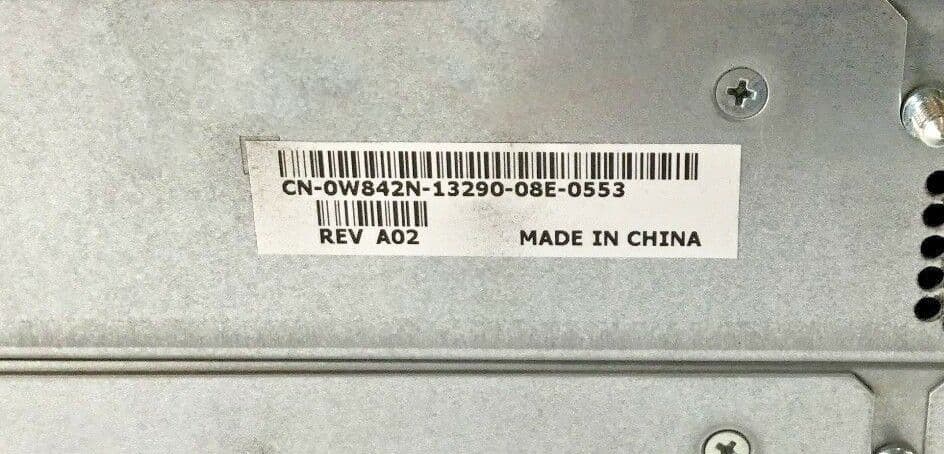 CN-0W842N-13290-08E-0553
REV A02
MADE IN CHINA